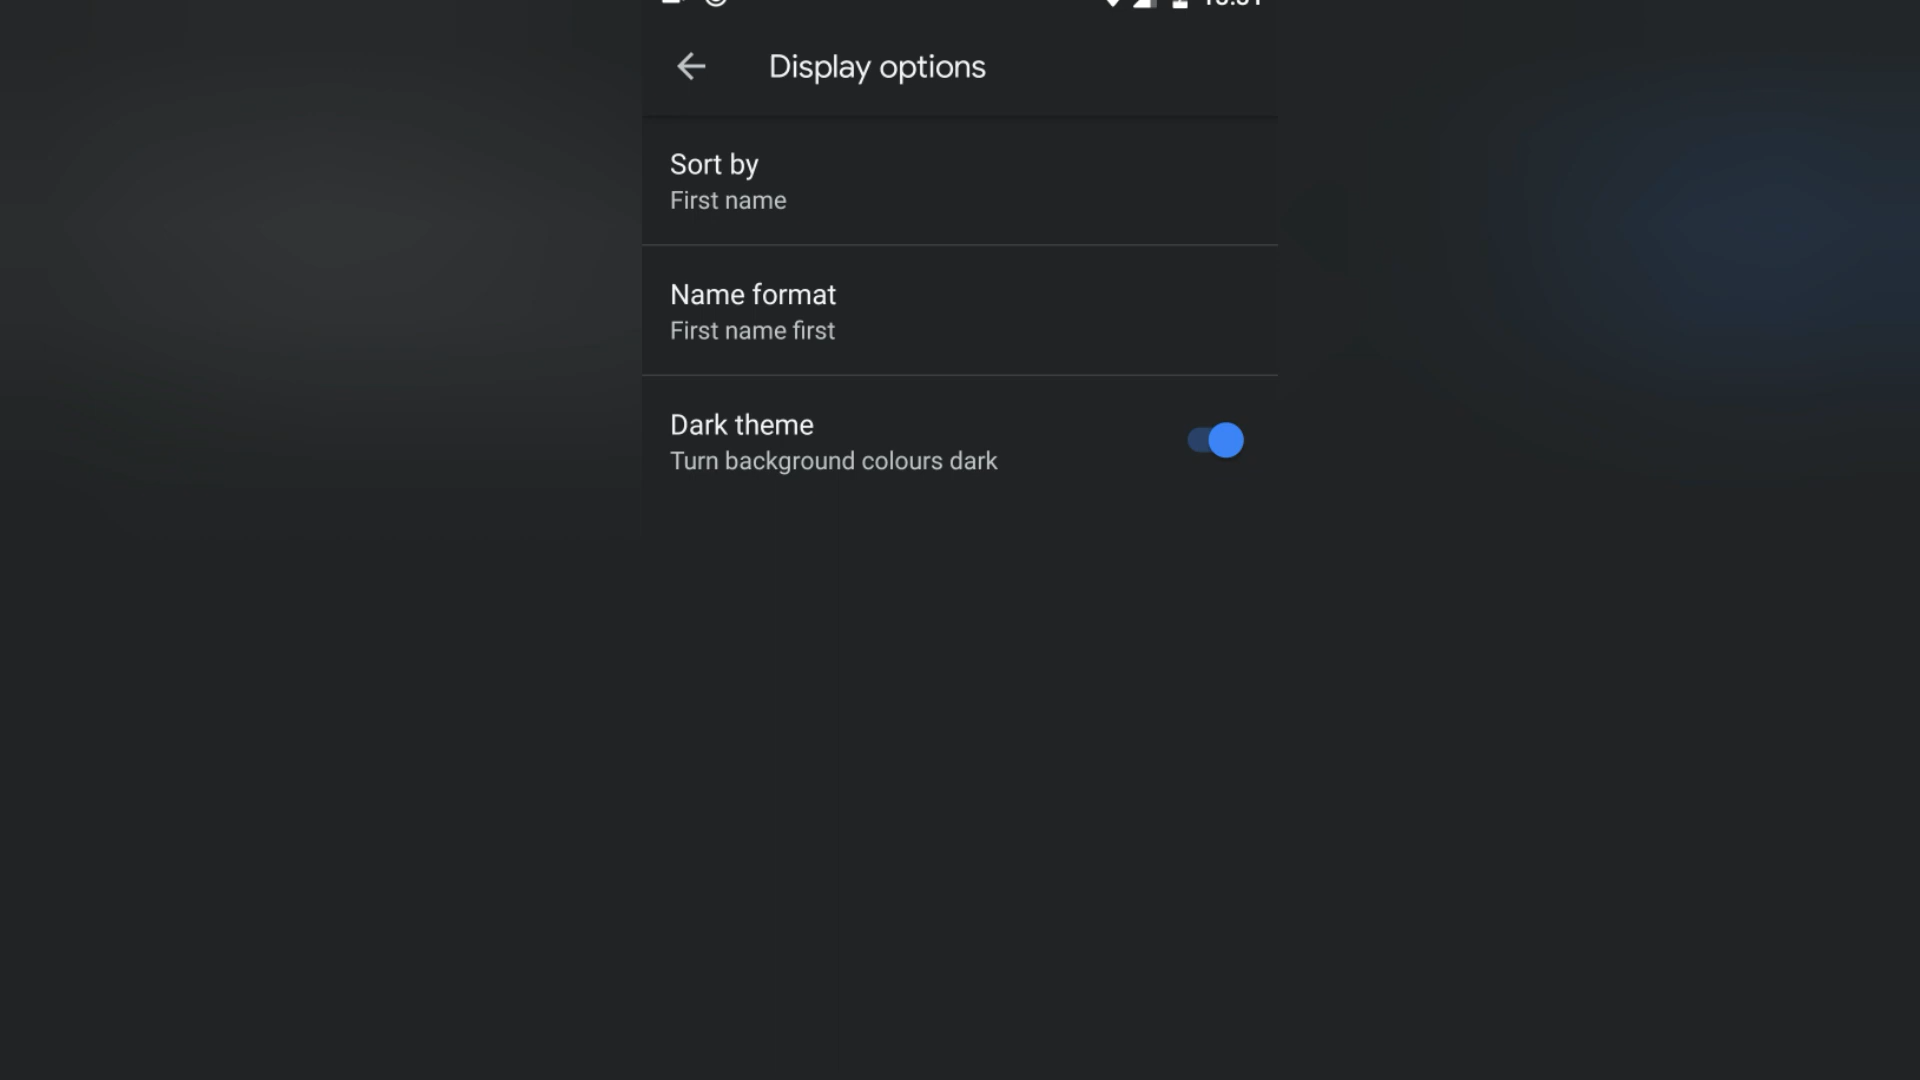 Display options
Sort by
First name
Name format
First name first
Dark theme
Turn background colours dark